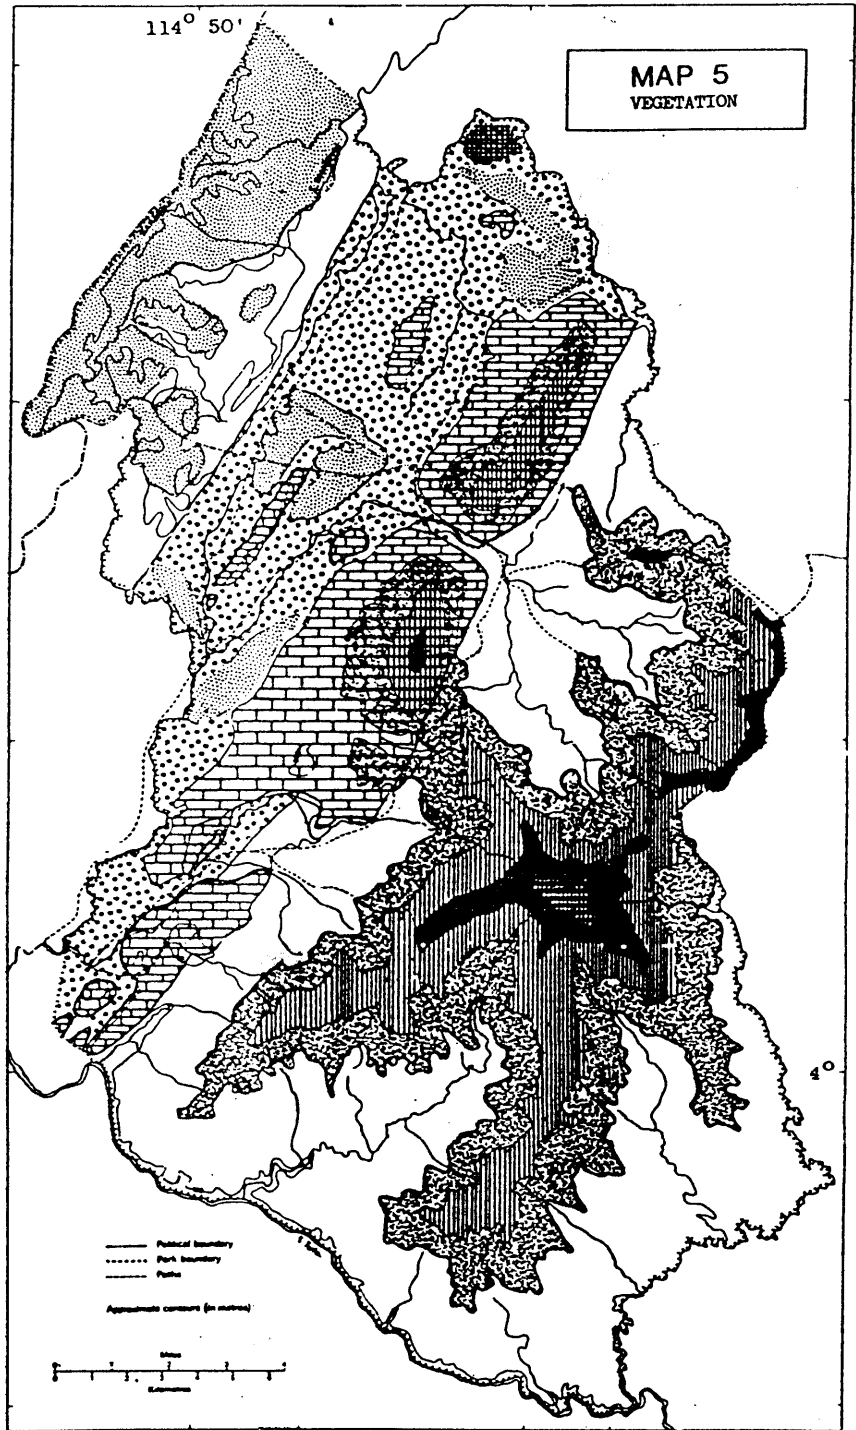 114° 50'
MAP 5
VEGETATION
4°
Political boundary
Park boundary
Paths
Approximate contours (in metres)
Miles
Kilometres